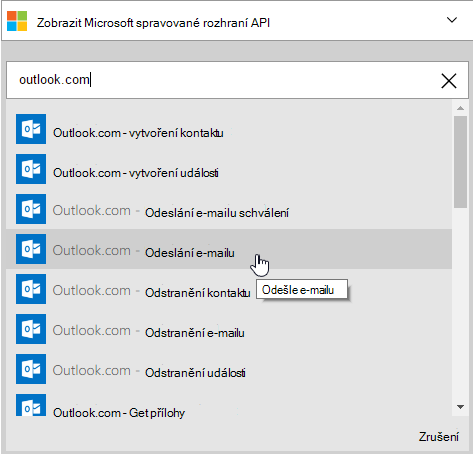 Zobrazit Microsoft spravované rozhraní API
outlook.com
Outlook.com - vytvoření kontaktu
Outlook.com - vytvoření události
Outlook.com - Odeslání e-mailu schválení
Outlook.com - Odeslání e-mailu
Outlook.com - Odstranění kontaktu
Odešle e-mailu
Outlook.com - Odstranění e-mailu
Outlook.com - Odstranění události
Outlook.com - Get přílohy
Zrušení